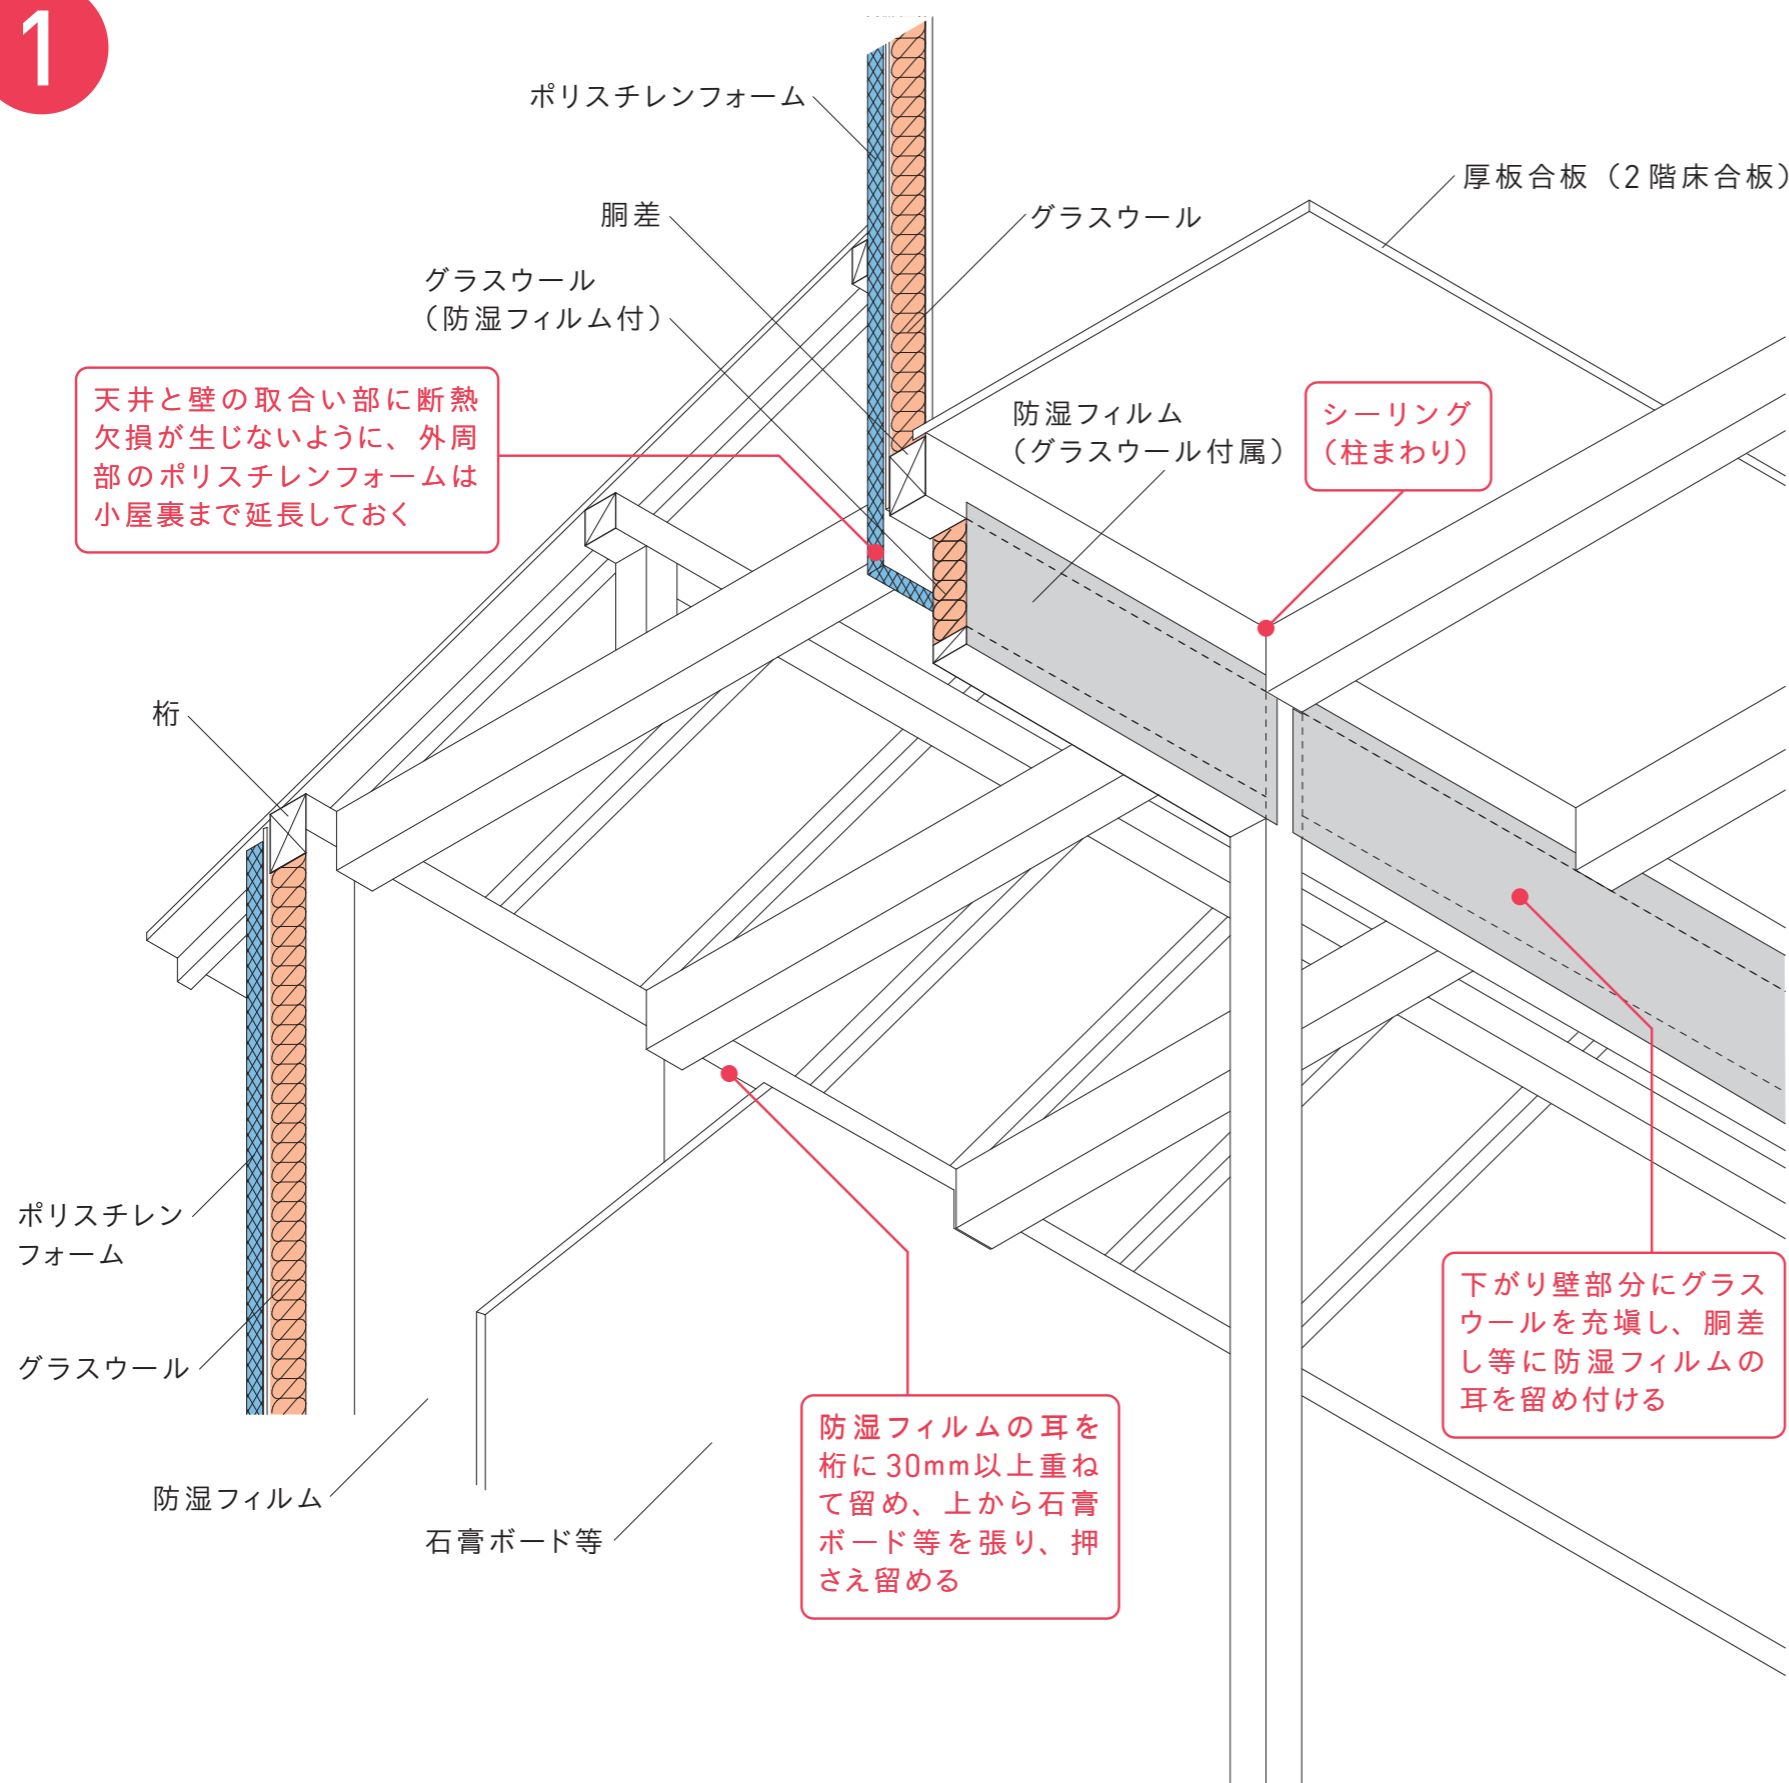 1
ポリスチレンフォーム
厚板合板（2階床合板）
胴差
グラスウール
グラスウール
（防湿フィルム付）
天井と壁の取合い部に断熱
欠損が生じないように、外周
部のポリスチレンフォームは
小屋裏まで延長しておく
防湿フィルム
（グラスウール付属）
シーリング
（柱まわり）
桁
ポリスチレン
フォーム
グラスウール
防湿フィルム
石膏ボード等
防湿フィルムの耳を
桁に30mm以上重ね
て留め、上から石膏
ボード等を張り、押
さえ留める
下がり壁部分にグラス
ウールを充塡し、胴差
し等に防湿フィルムの
耳を留め付ける